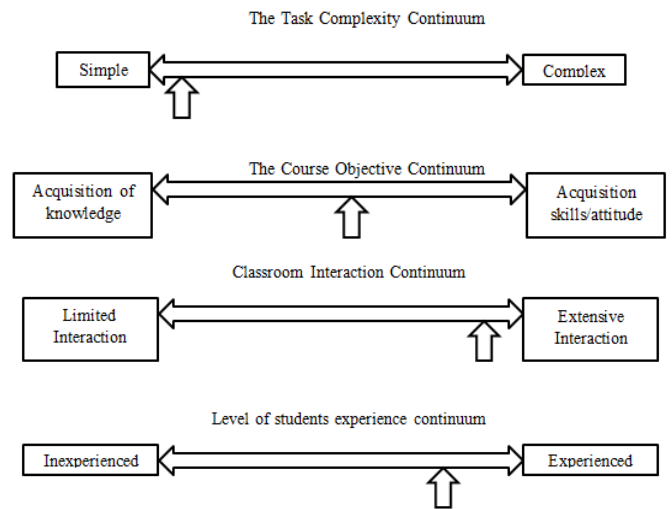 The Task Complexity Continuum
Simple
Complex
The Course Objective Continuum
Acquisition of
knowledge
Acquisition
skills/attitude
Classroom Interaction Continuum
Limited
Interaction
Extensive
Interaction
Level of students experience continuum
Inexperienced
Experienced